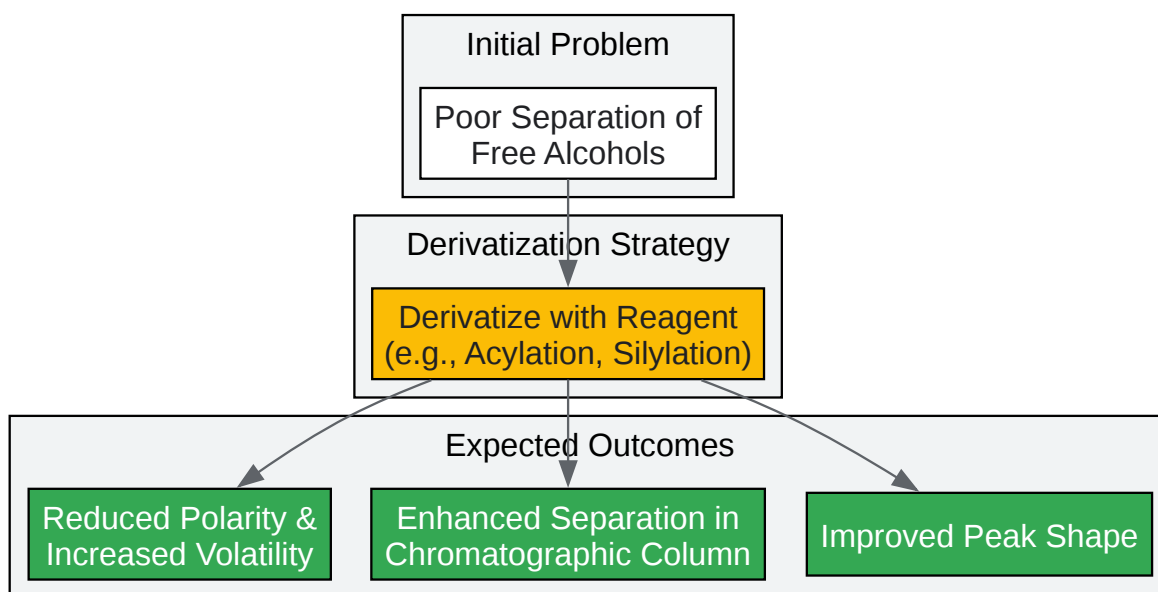 Initial Problem
Poor Separation of
Free Alcohols
Derivatization Strategy
Derivatize with Reagent
(e.g., Acylation, Silylation)
Expected Outcomes
Reduced Polarity &
Increased Volatility
Enhanced Separation in
Chromatographic Column
Improved Peak Shape